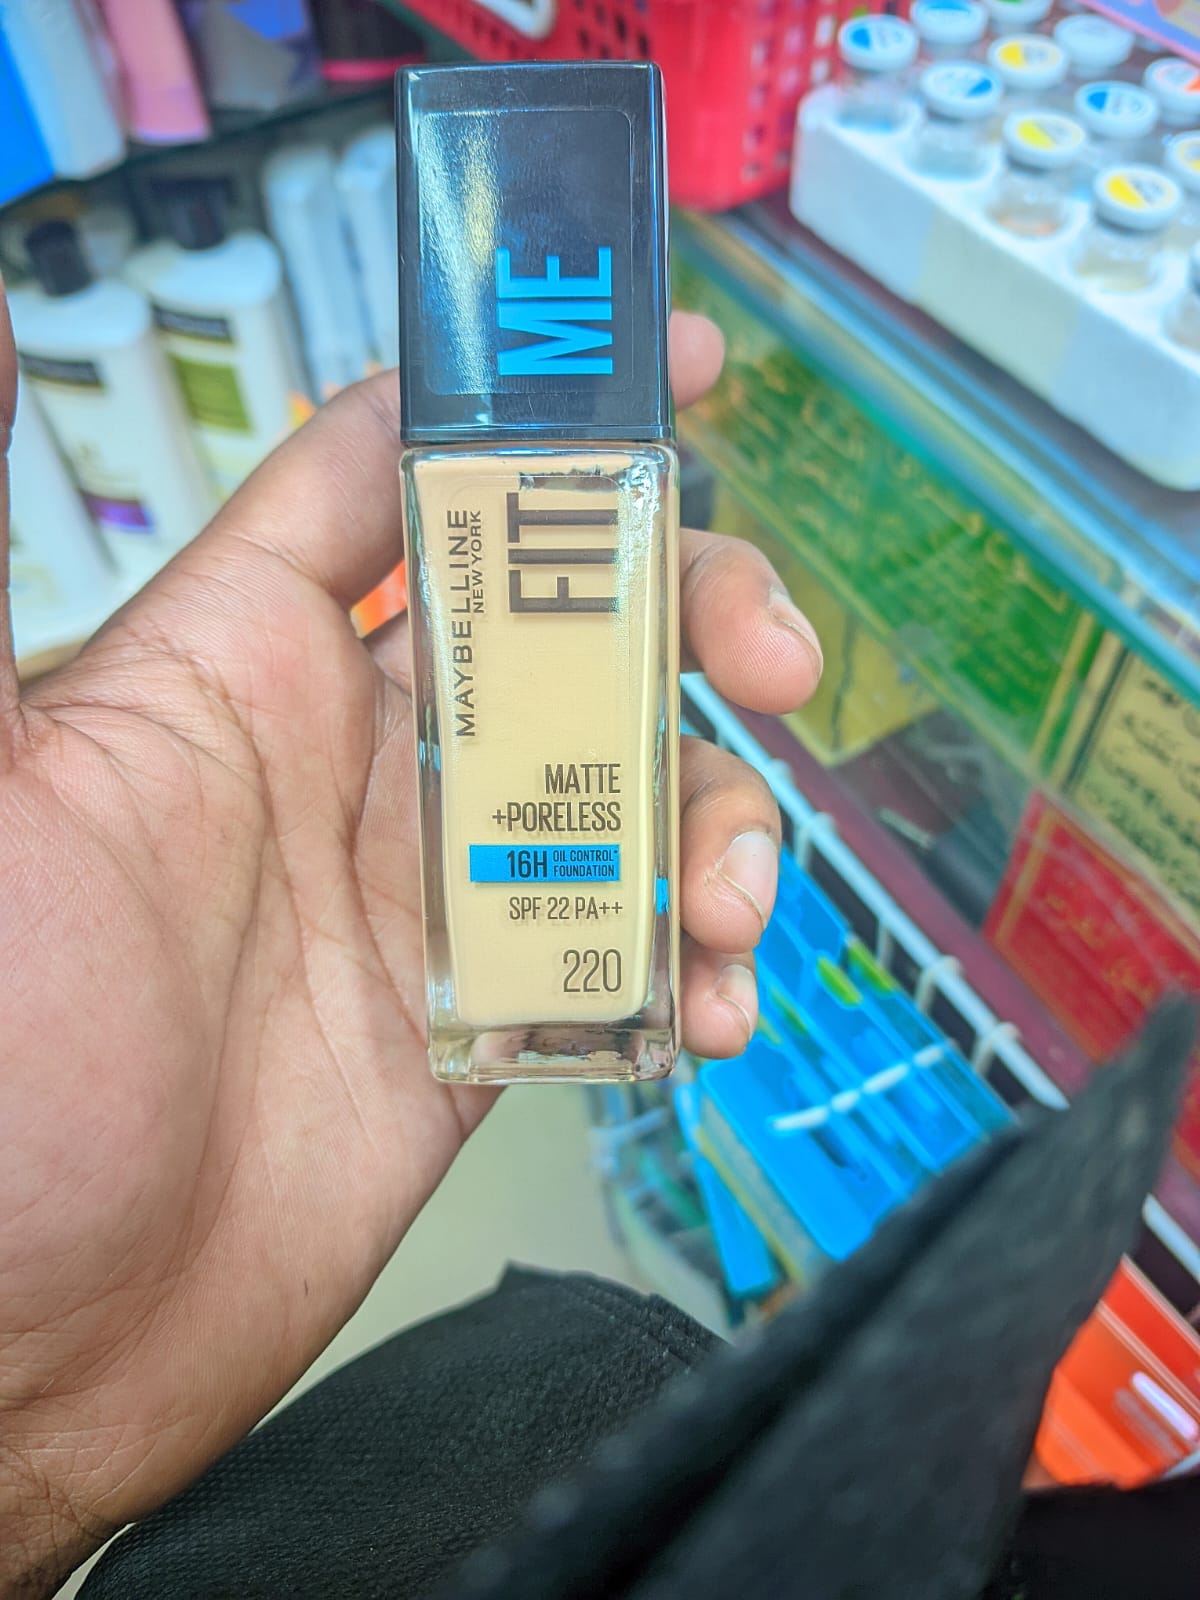 FIT ME
MAYBELLINE
NEW YORK
MATTE
+PORELESS
16H OIL CONTROL*
FOUNDATION
SPF 22 PA++
220